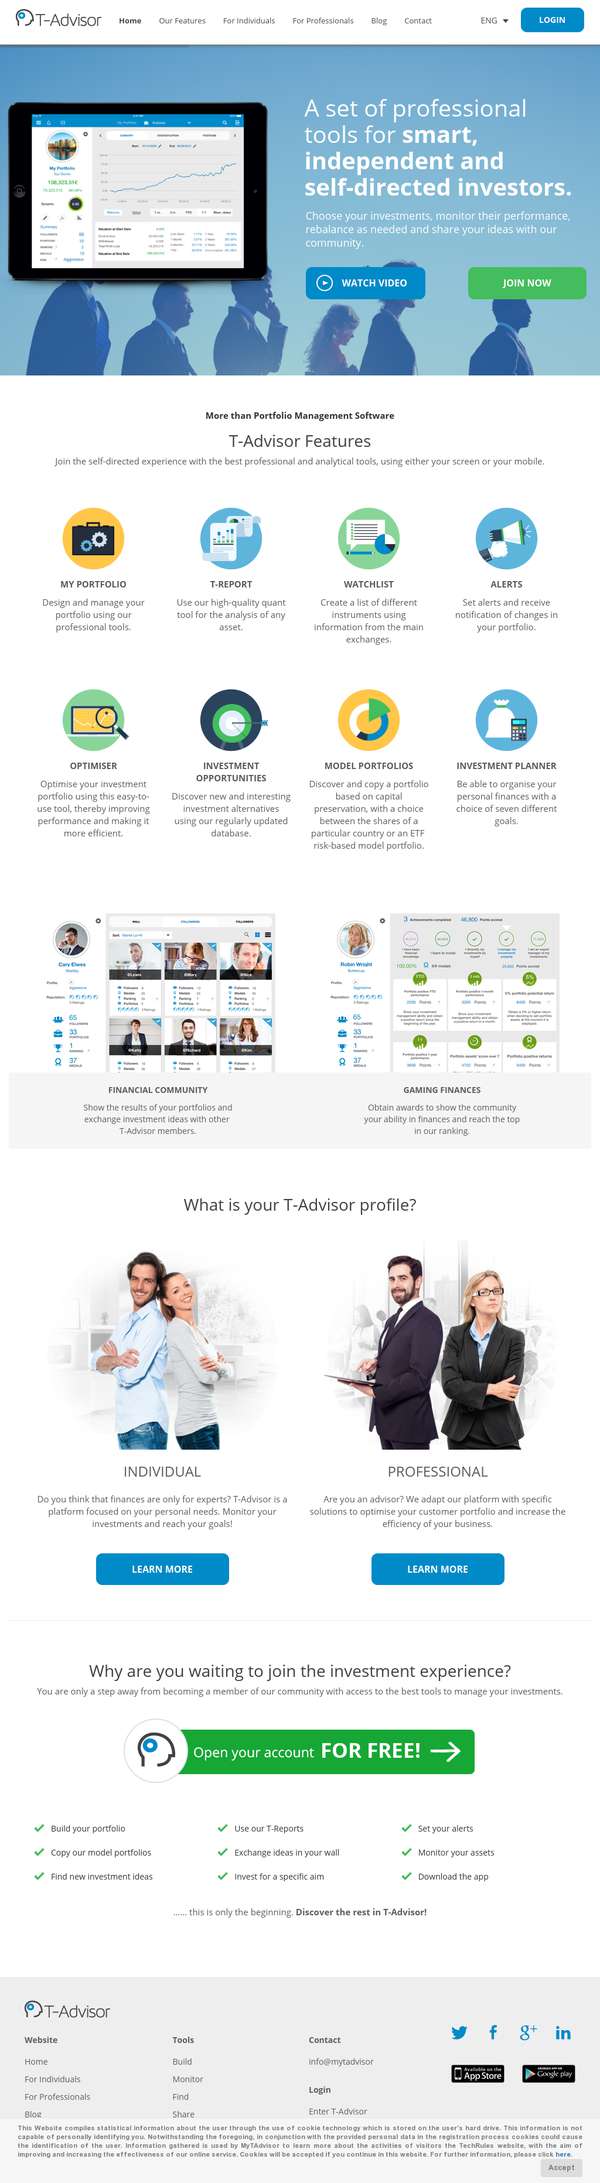 T-Advisor
Home
Our Features
For Individuals
For Professionals
Blog
Contact
ENG
LOGIN
A set of professional
tools for smart,
independent and
self-directed investors.
Choose your investments, monitor their performance,
rebalance as needed and share your ideas with our
community.
WATCH VIDEO
JOIN NOW
More than Portfolio Management Software
T-Advisor Features
Join the self-directed experience with the best professional and analytical tools, using either your screen or your mobile.
MY PORTFOLIO
Design and manage your
portfolio using our
professional tools.
T-REPORT
Use our high-quality quant
tool for the analysis of any
asset.
WATCHLIST
Create a list of different
instruments using
information from the main
exchanges.
ALERTS
Set alerts and receive
notification of changes in
your portfolio.
OPTIMISER
Optimise your investment
portfolio using this easy-to-
use tool, thereby improving
performance and making it
more efficient.
INVESTMENT
OPPORTUNITIES
Discover new and interesting
investment alternatives
using our regularly updated
database.
MODEL PORTFOLIOS
Discover and copy a portfolio
based on capital
preservation, with a choice
between the shares of a
particular country or an ETF
risk-based model portfolio.
INVESTMENT PLANNER
Be able to organise your
personal finances with a
choice of seven different
goals.
Cary Elwes
65
33
1
37
FINANCIAL COMMUNITY
Show the results of your portfolios and
exchange investment ideas with other
T-Advisor members.
Robin Wright
65
33
1
37
GAMING FINANCES
Obtain awards to show the community
your ability in finances and reach the top
in our ranking.
What is your T-Advisor profile?
INDIVIDUAL
Do you think that finances are only for experts? T-Advisor is a
platform focused on your personal needs. Monitor your
investments and reach your goals!
LEARN MORE
PROFESSIONAL
Are you an advisor? We adapt our platform with specific
solutions to optimise your customer portfolio and increase the
efficiency of your business.
LEARN MORE
Why are you waiting to join the investment experience?
You are only a step away from becoming a member of our community with access to the best tools to manage your investments.
Open your account FOR FREE!
Build your portfolio
Use our T-Reports
Set your alerts
Copy our model portfolios
Exchange ideas in your wall
Monitor your assets
Find new investment ideas
Invest for a specific aim
Download the app
...... this is only the beginning. Discover the rest in T-Advisor!
T-Advisor
Website
Home
For Individuals
For Professionals
Blog
Tools
Build
Monitor
Find
Share
Contact
info@mytadvisor
Login
Enter T-Advisor
Available on the
App Store
Google play
This Website compiles statistical information about the user through the use of cookie technology which is stored on the user's hard drive. This information is not
capable of personally identifying you. Notwithstanding the foregoing, in conjunction with the provided personal data in the registration process cookies could cause
the identification of the user. Information gathered is used by MyTAdvisor to learn more about the activities of visitors the TechRules website, with the aim of
improving and increasing the effectiveness of our online service. Cookies will be accepted if you continue in this website. For further information, please click here.
Accept